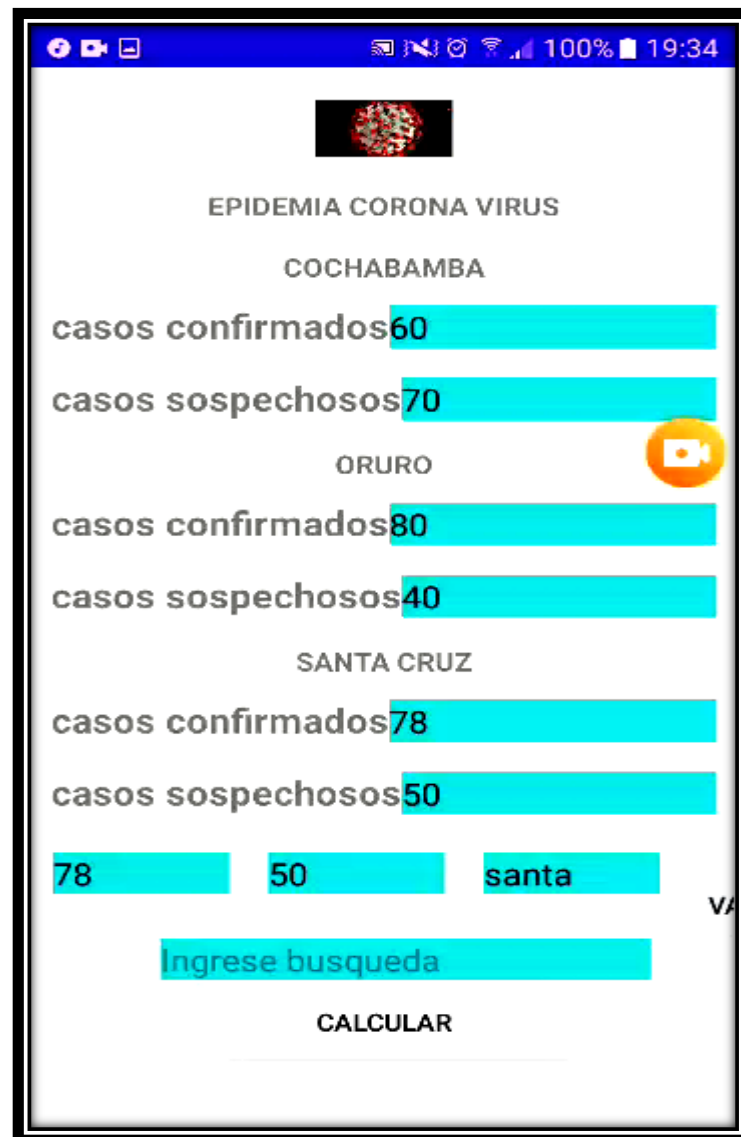 100% 19:34
EPIDEMIA CORONA VIRUS
COCHABAMBA
casos confirmados60
casos sospechosos70
ORURO
casos confirmados80
casos sospechosos40
SANTA CRUZ
casos confirmados78
casos sospechosos50
78 50 santa
VA
Ingrese busqueda
CALCULAR